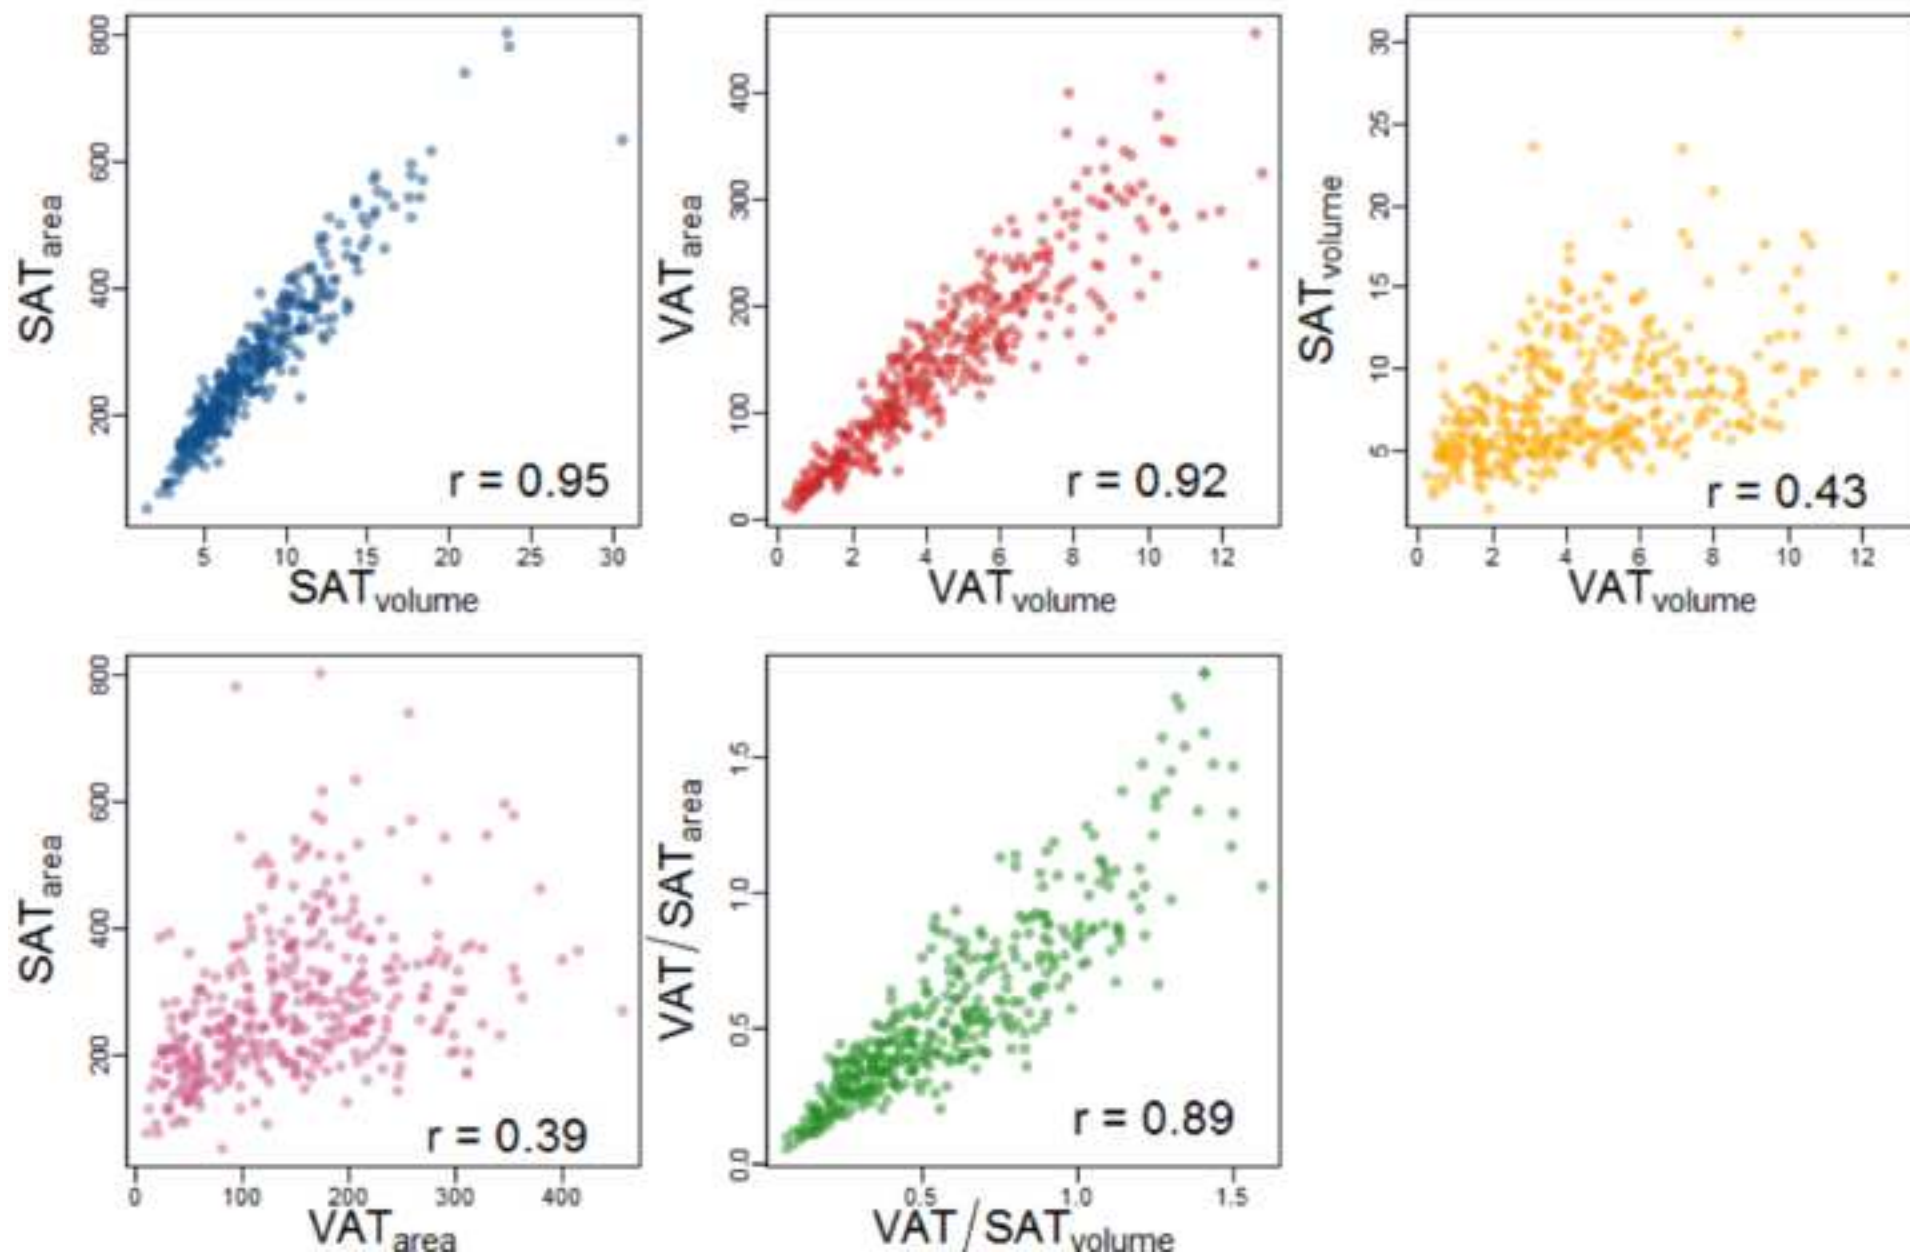 SATarea
800
600
400
200
r = 0.95
5 10 15 20 25 30
SATvolume
VATarea
400
300
200
100
0
r = 0.92
0 2 4 6 8 10 12
VATvolume
SATvolume
30
25
20
15
10
5
r = 0.43
0 2 4 6 8 10 12
VATvolume
SATarea
800
600
400
200
r = 0.39
0 100 200 300 400
VATarea
VAT/SATarea
1.5
1.0
0.5
0.0
r = 0.89
0.5 1.0 1.5
VAT/SATvolume